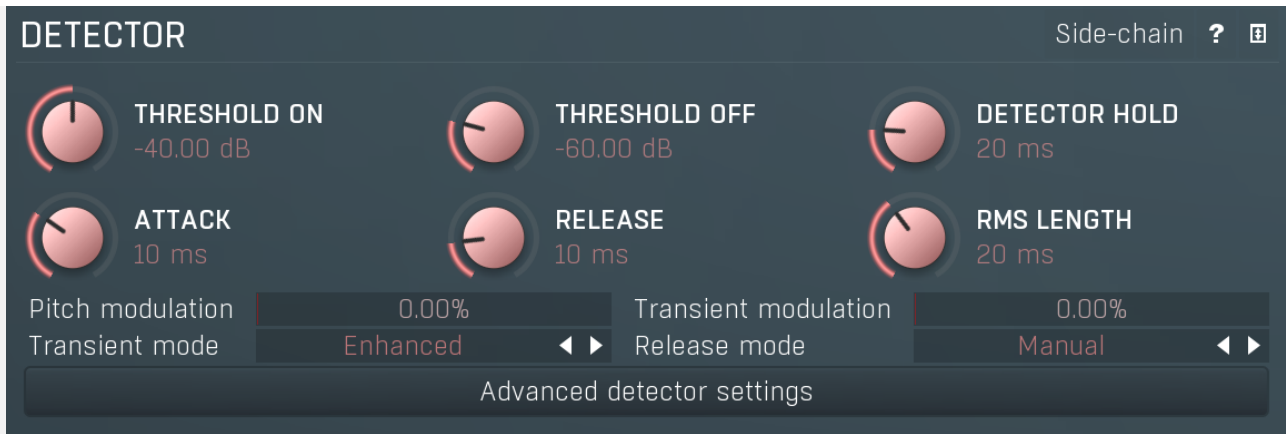 DETECTOR Side-chain ?
THRESHOLD ON THRESHOLD OFF DETECTOR HOLD
-40.00 dB -60.00 dB 20 ms
ATTACK RELEASE RMS LENGTH
10 ms 10 ms 20 ms
Pitch modulation 0.00% Transient modulation 0.00%
Transient mode Enhanced Release mode Manual
Advanced detector settings